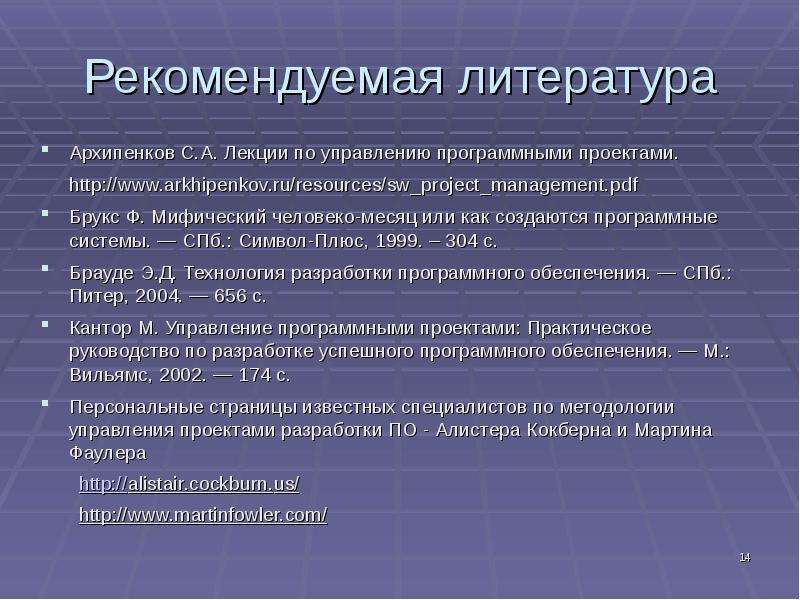 Рекомендуемая литература
Архипенков С.А. Лекции по управлению программными проектами.
http://www.arkhipenkov.ru/resources/sw_project_management.pdf
Брукс Ф. Мифический человеко-месяц или как создаются программные
системы. — СПб.: Символ-Плюс, 1999. – 304 с.
Брауде Э.Д. Технология разработки программного обеспечения. — СПб.:
Питер, 2004. — 656 с.
Кантор М. Управление программными проектами: Практическое
руководство по разработке успешного программного обеспечения. — М.:
Вильямс, 2002. — 174 с.
Персональные страницы известных специалистов по методологии
управления проектами разработки ПО - Алистера Кокберна и Мартина
Фаулера
http://alistair.cockburn.us/
http://www.martinfowler.com/
14